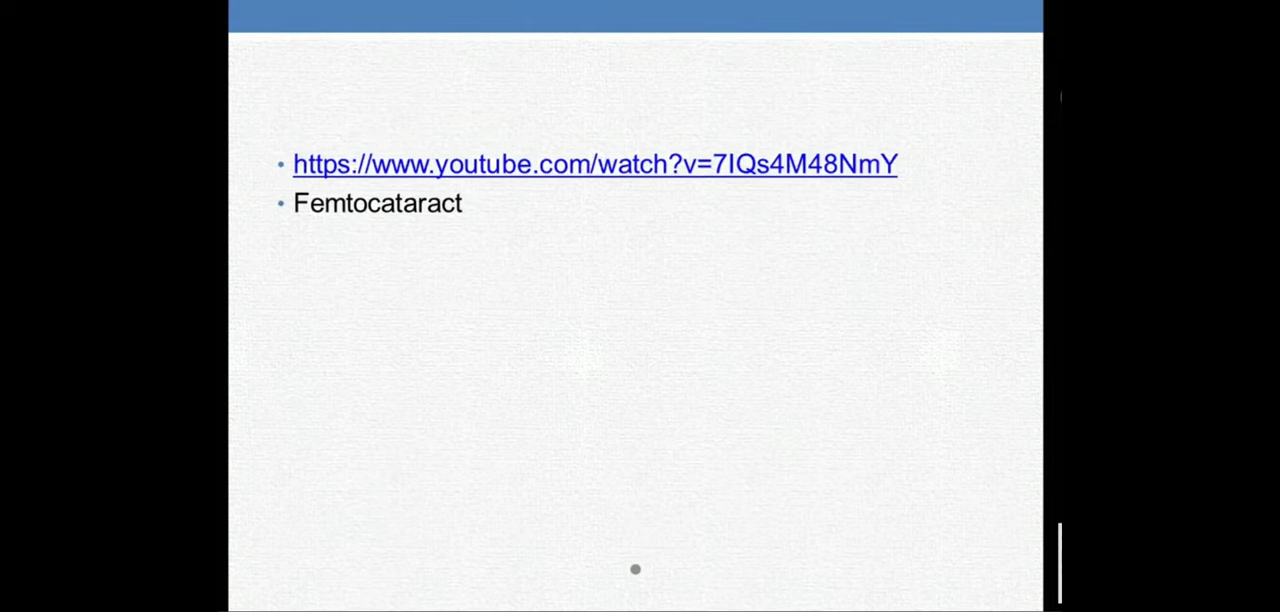 • https://www.youtube.com/watch?v=7IQs4M48NmY
• Femtocataract